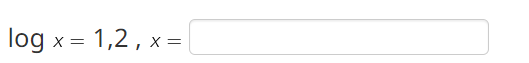 log x = 1,2 , x =